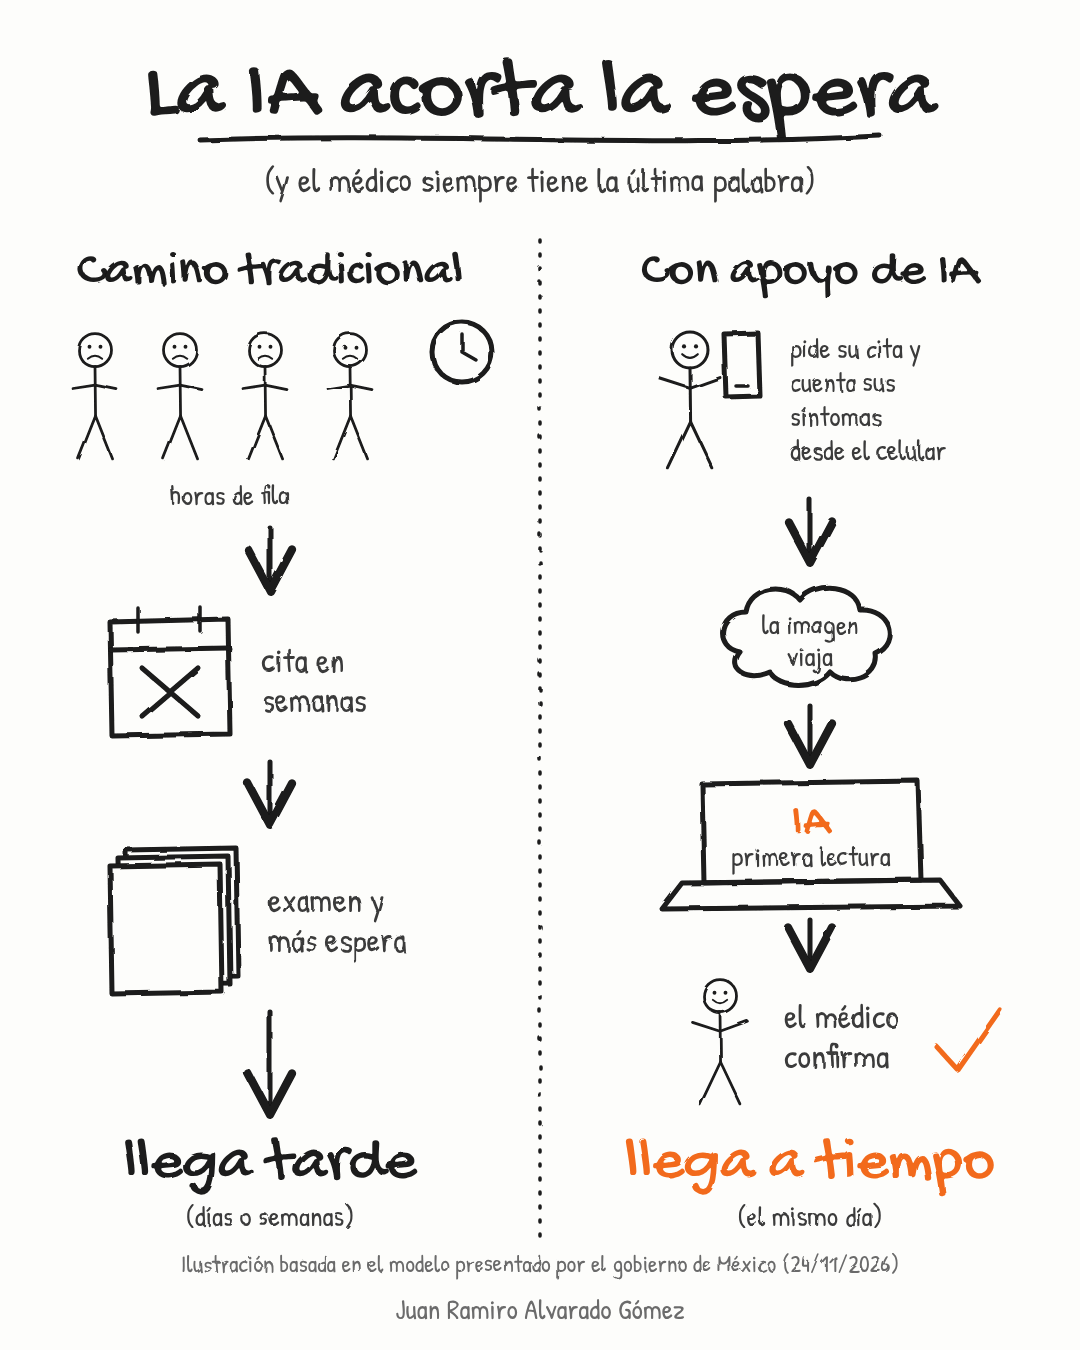 La IA acorta la espera
(y el médico siempre tiene la última palabra)
Camino tradicional
horas de fila
cita en
semanas
examen y
más espera
llega tarde
(días o semanas)
Con apoyo de IA
pide su cita y
cuenta sus
síntomas
desde el celular
la imagen
viaja
IA
primera lectura
el médico
confirma
llega a tiempo
(el mismo día)
Ilustración basada en el modelo presentado por el gobierno de México (24/11/2026)
Juan Ramiro Alvarado Gómez